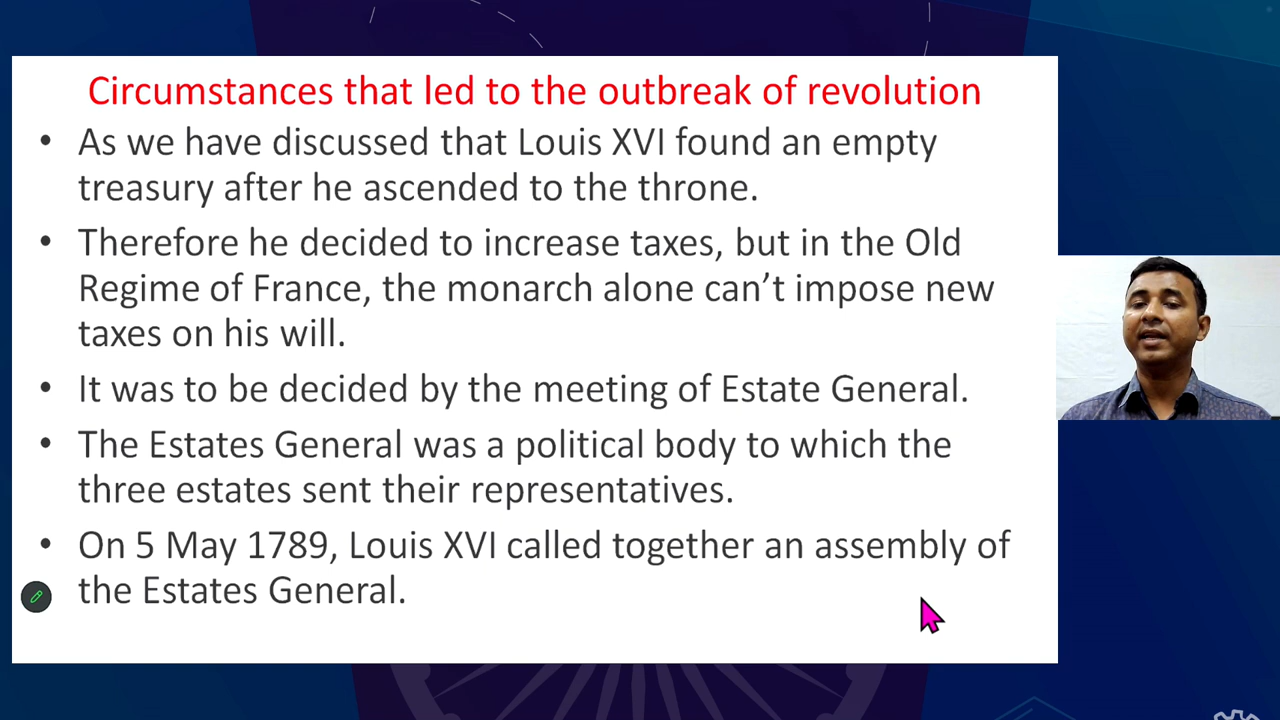 Circumstances that led to the outbreak of revolution
• As we have discussed that Louis XVI found an empty
treasury after he ascended to the throne.
• Therefore he decided to increase taxes, but in the Old
Regime of France, the monarch alone can’t impose new
taxes on his will.
• It was to be decided by the meeting of Estate General.
• The Estates General was a political body to which the
three estates sent their representatives.
• On 5 May 1789, Louis XVI called together an assembly of
the Estates General.